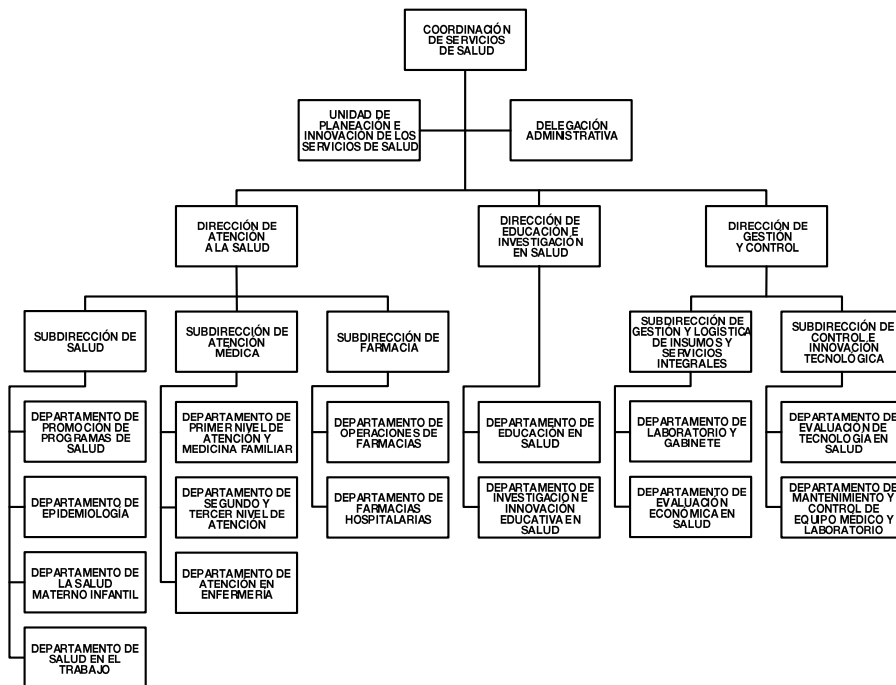 COORDINACIÓN
DE SERVICIOS
DE SALUD
UNIDAD DE
PLANEACIÓN E
INNOVACIÓN DE LOS
SERVICIOS DE SALUD
DELEGACIÓN
ADMINISTRATIVA
DIRECCIÓN DE
ATENCIÓN
A LA SALUD
DIRECCIÓN DE
EDUCACIÓN E
INVESTIGACIÓN
EN SALUD
DIRECCIÓN DE
GESTIÓN
Y CONTROL
SUBDIRECCIÓN DE
SALUD
SUBDIRECCIÓN DE
ATENCIÓN
MÉDICA
SUBDIRECCIÓN DE
FARMACIA
SUBDIRECCIÓN DE
GESTIÓN Y LOGÍSTICA
DE INSUMOS Y
SERVICIOS
INTEGRALES
SUBDIRECCIÓN DE
CONTROL E
INNOVACIÓN
TECNOLÓGICA
DEPARTAMENTO DE
PROMOCIÓN DE
PROGRAMAS DE
SALUD
DEPARTAMENTO DE
PRIMER NIVEL DE
ATENCIÓN Y
MEDICINA FAMILIAR
DEPARTAMENTO DE
OPERACIONES DE
FARMACIAS
DEPARTAMENTO DE
EDUCACIÓN EN
SALUD
DEPARTAMENTO DE
LABORATORIO Y
GABINETE
DEPARTAMENTO DE
EVALUACIÓN DE
TECNOLOGÍA EN
SALUD
DEPARTAMENTO DE
EPIDEMIOLOGÍA
DEPARTAMENTO DE
SEGUNDO Y
TERCER NIVEL DE
ATENCIÓN
DEPARTAMENTO DE
FARMACIAS
HOSPITALARIAS
DEPARTAMENTO DE
INVESTIGACIÓN E
INNOVACIÓN
EDUCATIVA EN
SALUD
DEPARTAMENTO DE
EVALUACIÓN
ECONÓMICA EN
SALUD
DEPARTAMENTO DE
MANTENIMIENTO Y
CONTROL DE
EQUIPO MÉDICO Y
LABORATORIO
DEPARTAMENTO DE
LA SALUD
MATERNO INFANTIL
DEPARTAMENTO DE
ATENCIÓN EN
ENFERMERÍA
DEPARTAMENTO DE
SALUD EN EL
TRABAJO